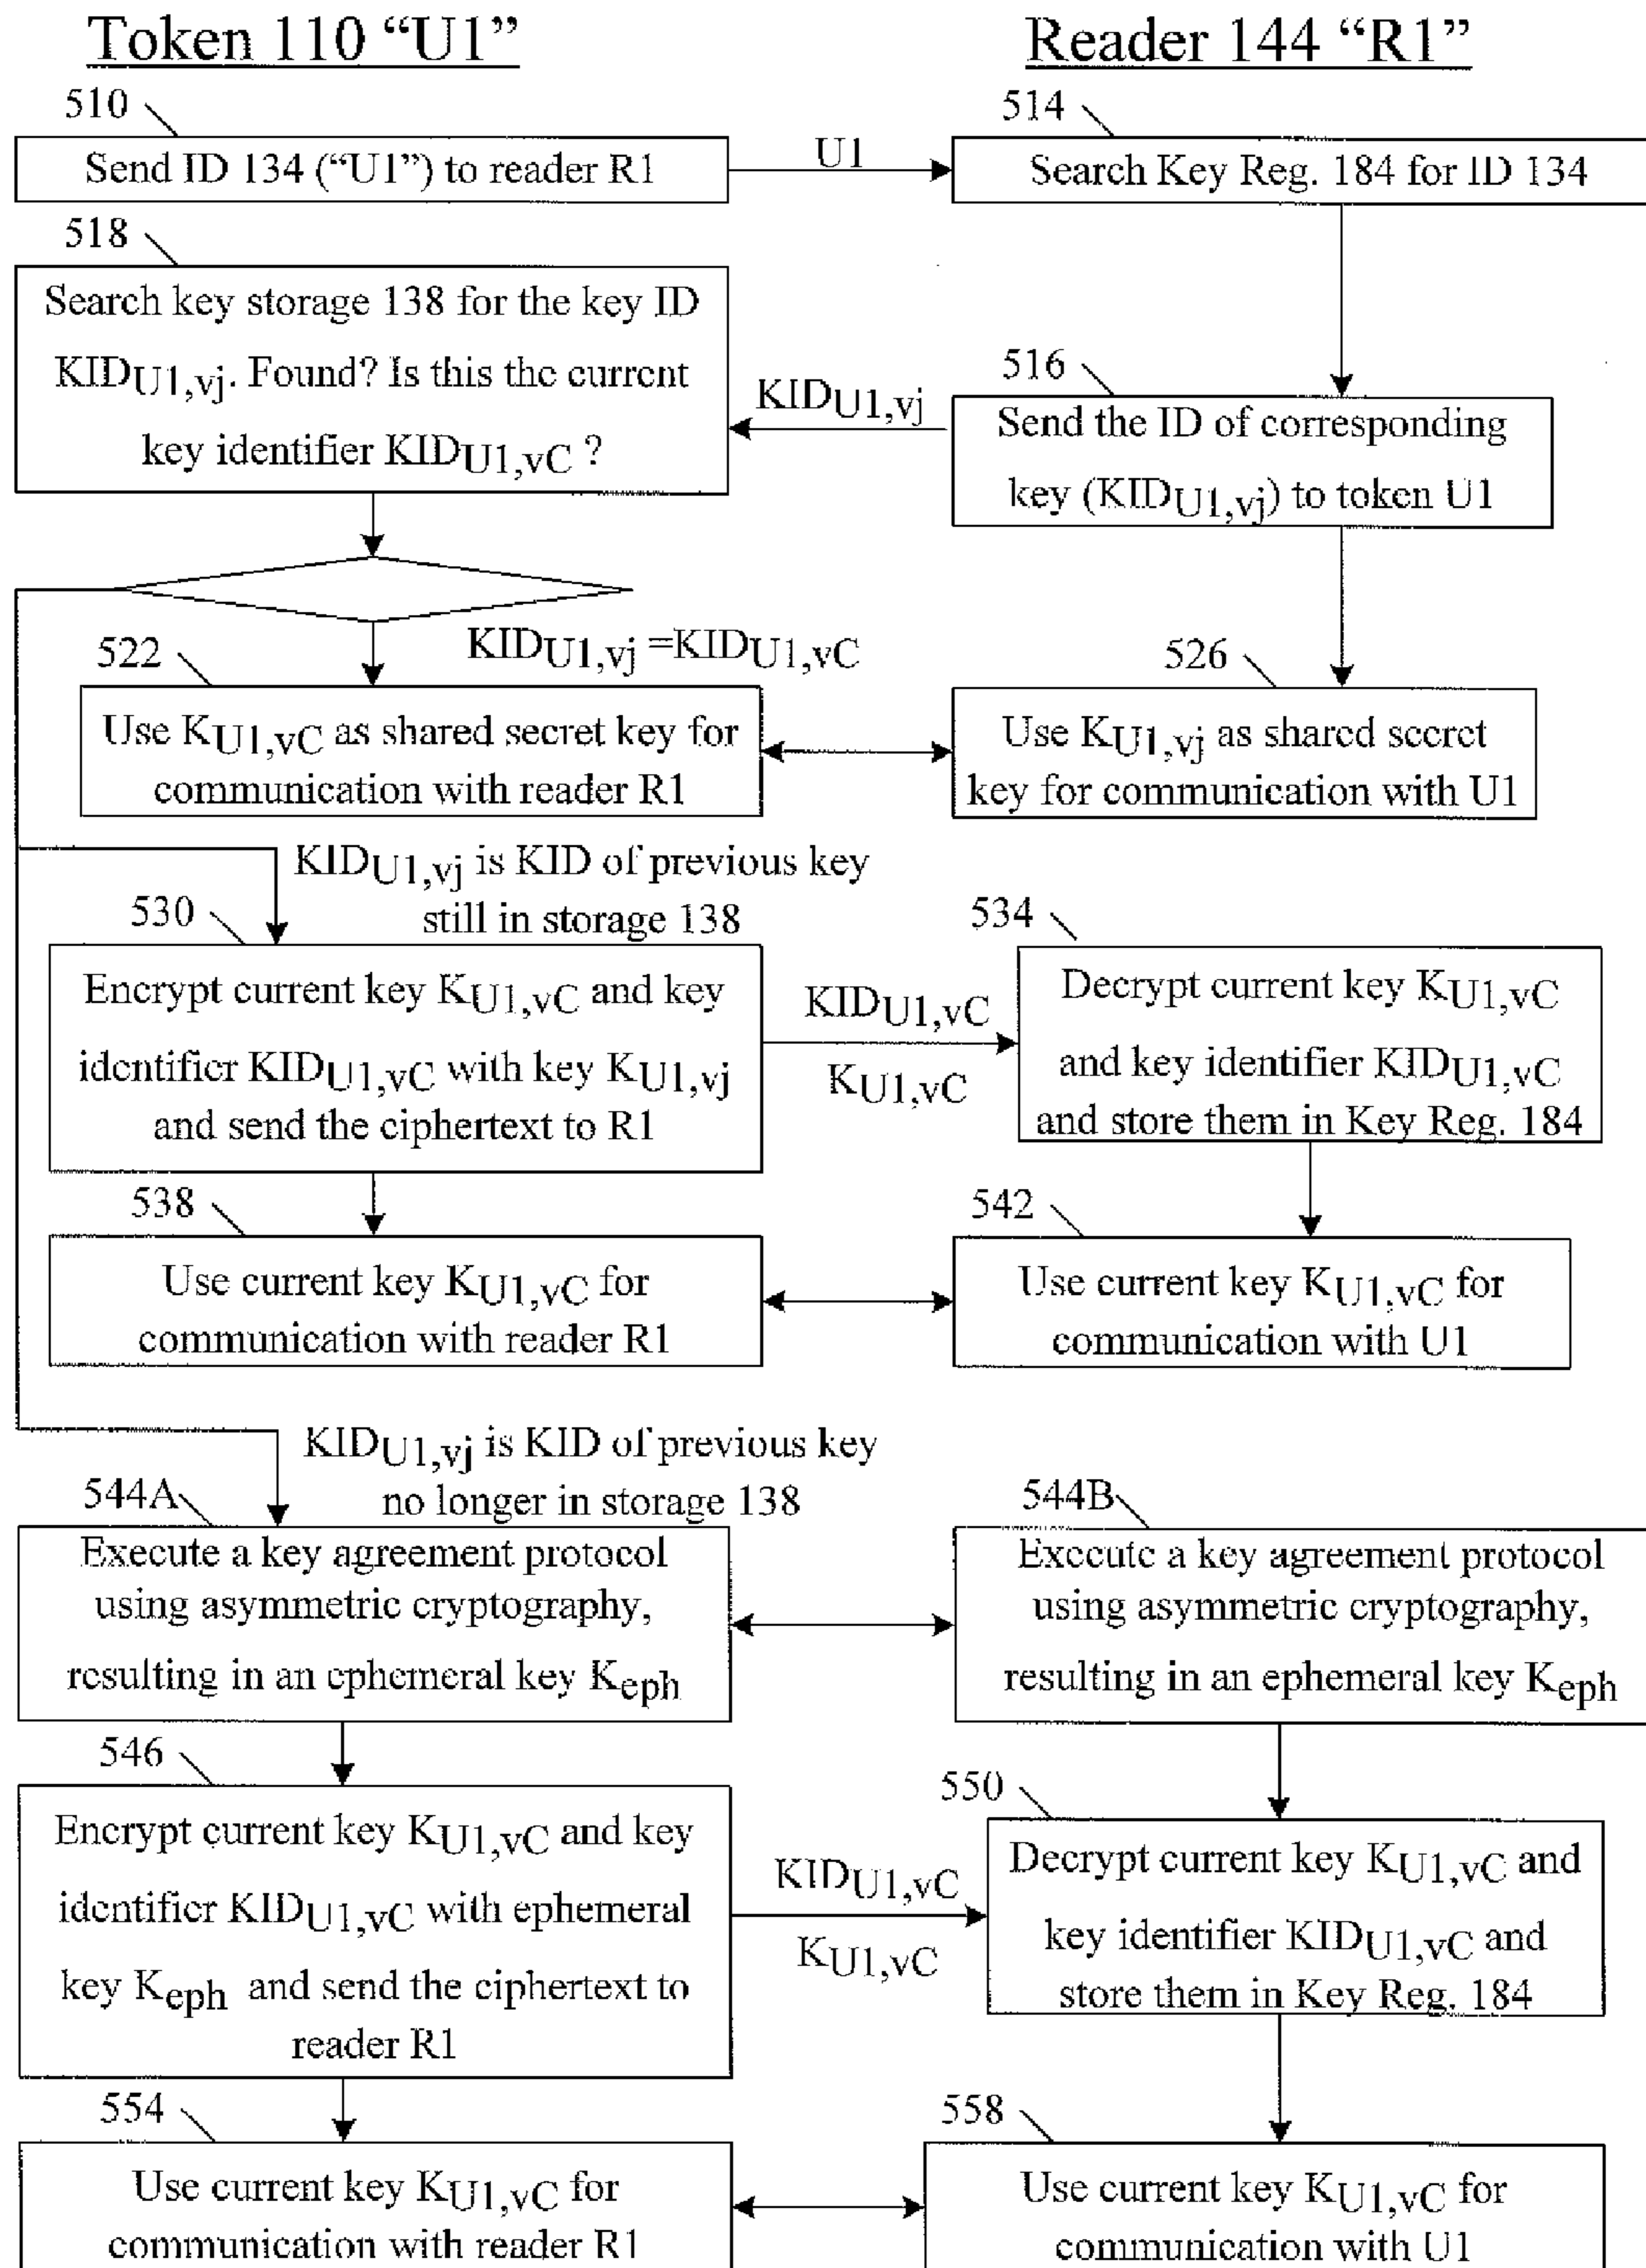 Token 110 “U1”
Reader 144 “R1”
510
514
Send ID 134 (“U1”) to reader R1
U1
Search Key Reg. 184 for ID 134
518
Search key storage 138 for the key ID
KIDU1,vj. Found? Is this the current
key identifier KIDU1,vC ?
516
KIDU1,vj
Send the ID of corresponding
key (KIDU1,vj) to token U1
KIDU1,vj =KIDU1,vC
522
526
Use KU1,vC as shared secret key for
communication with reader R1
Use KU1,vj as shared secret
key for communication with U1
KIDU1,vj is KID of previous key
still in storage 138
530
534
Encrypt current key KU1,vC and key
identifier KIDU1,vC with key KU1,vj
and send the ciphertext to R1
KIDU1,vC
KU1,vC
Decrypt current key KU1,vC
and key identifier KIDU1,vC
and store them in Key Reg. 184
538
542
Use current key KU1,vC for
communication with reader R1
Use current key KU1,vC for
communication with U1
KIDU1,vj is KID of previous key
no longer in storage 138
544A
544B
Execute a key agreement protocol
using asymmetric cryptography,
resulting in an ephemeral key Keph
Execute a key agreement protocol
using asymmetric cryptography,
resulting in an ephemeral key Keph
546
550
Encrypt current key KU1,vC and key
identifier KIDU1,vC with ephemeral
key Keph and send the ciphertext to
reader R1
KIDU1,vC
KU1,vC
Decrypt current key KU1,vC and
key identifier KIDU1,vC and
store them in Key Reg. 184
554
558
Use current key KU1,vC for
communication with reader R1
Use current key KU1,vC for
communication with U1